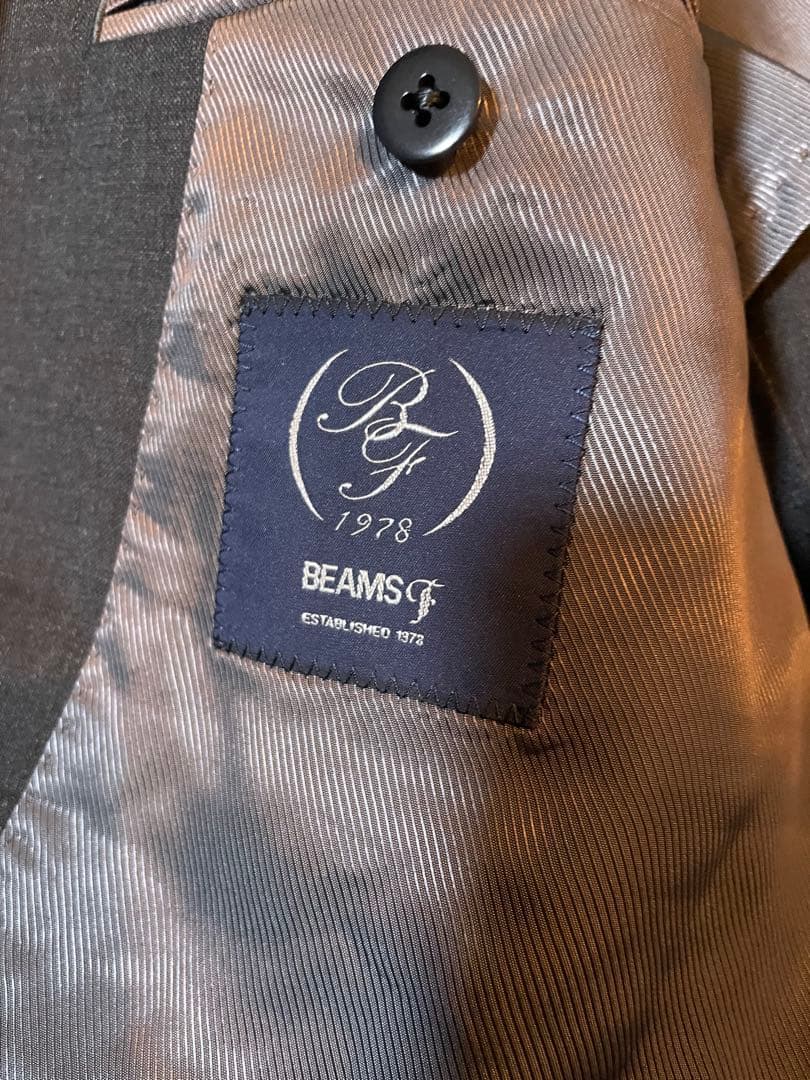 BF
1978
BEAMS F
ESTABLISHED 1978